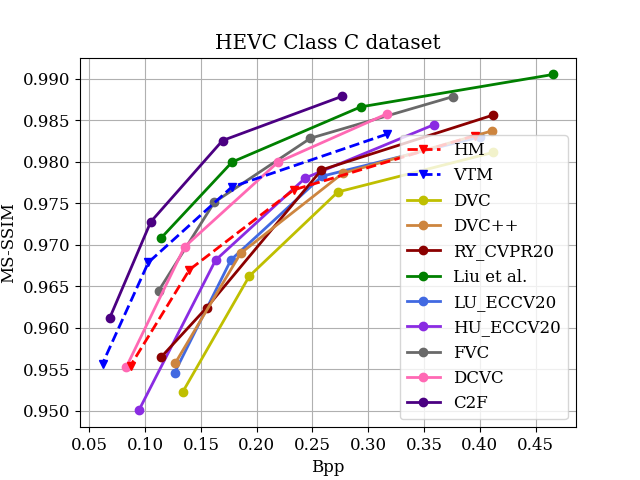 HEVC Class C dataset
MS-SSIM
0.990
0.985
0.980
0.975
0.970
0.965
0.960
0.955
0.950
HM
VTM
DVC
DVC++
RY_CVPR20
Liu et al.
LU_ECCV20
HU_ECCV20
FVC
DCVC
C2F
0.05 0.10 0.15 0.20 0.25 0.30 0.35 0.40 0.45
Bpp